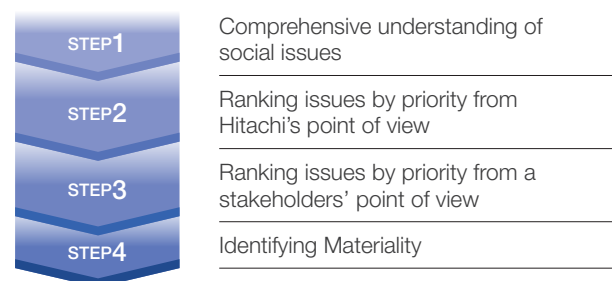 STEP1
Comprehensive understanding of
social issues
STEP2
Ranking issues by priority from
Hitachi’s point of view
STEP3
Ranking issues by priority from a
stakeholders’ point of view
STEP4
Identifying Materiality